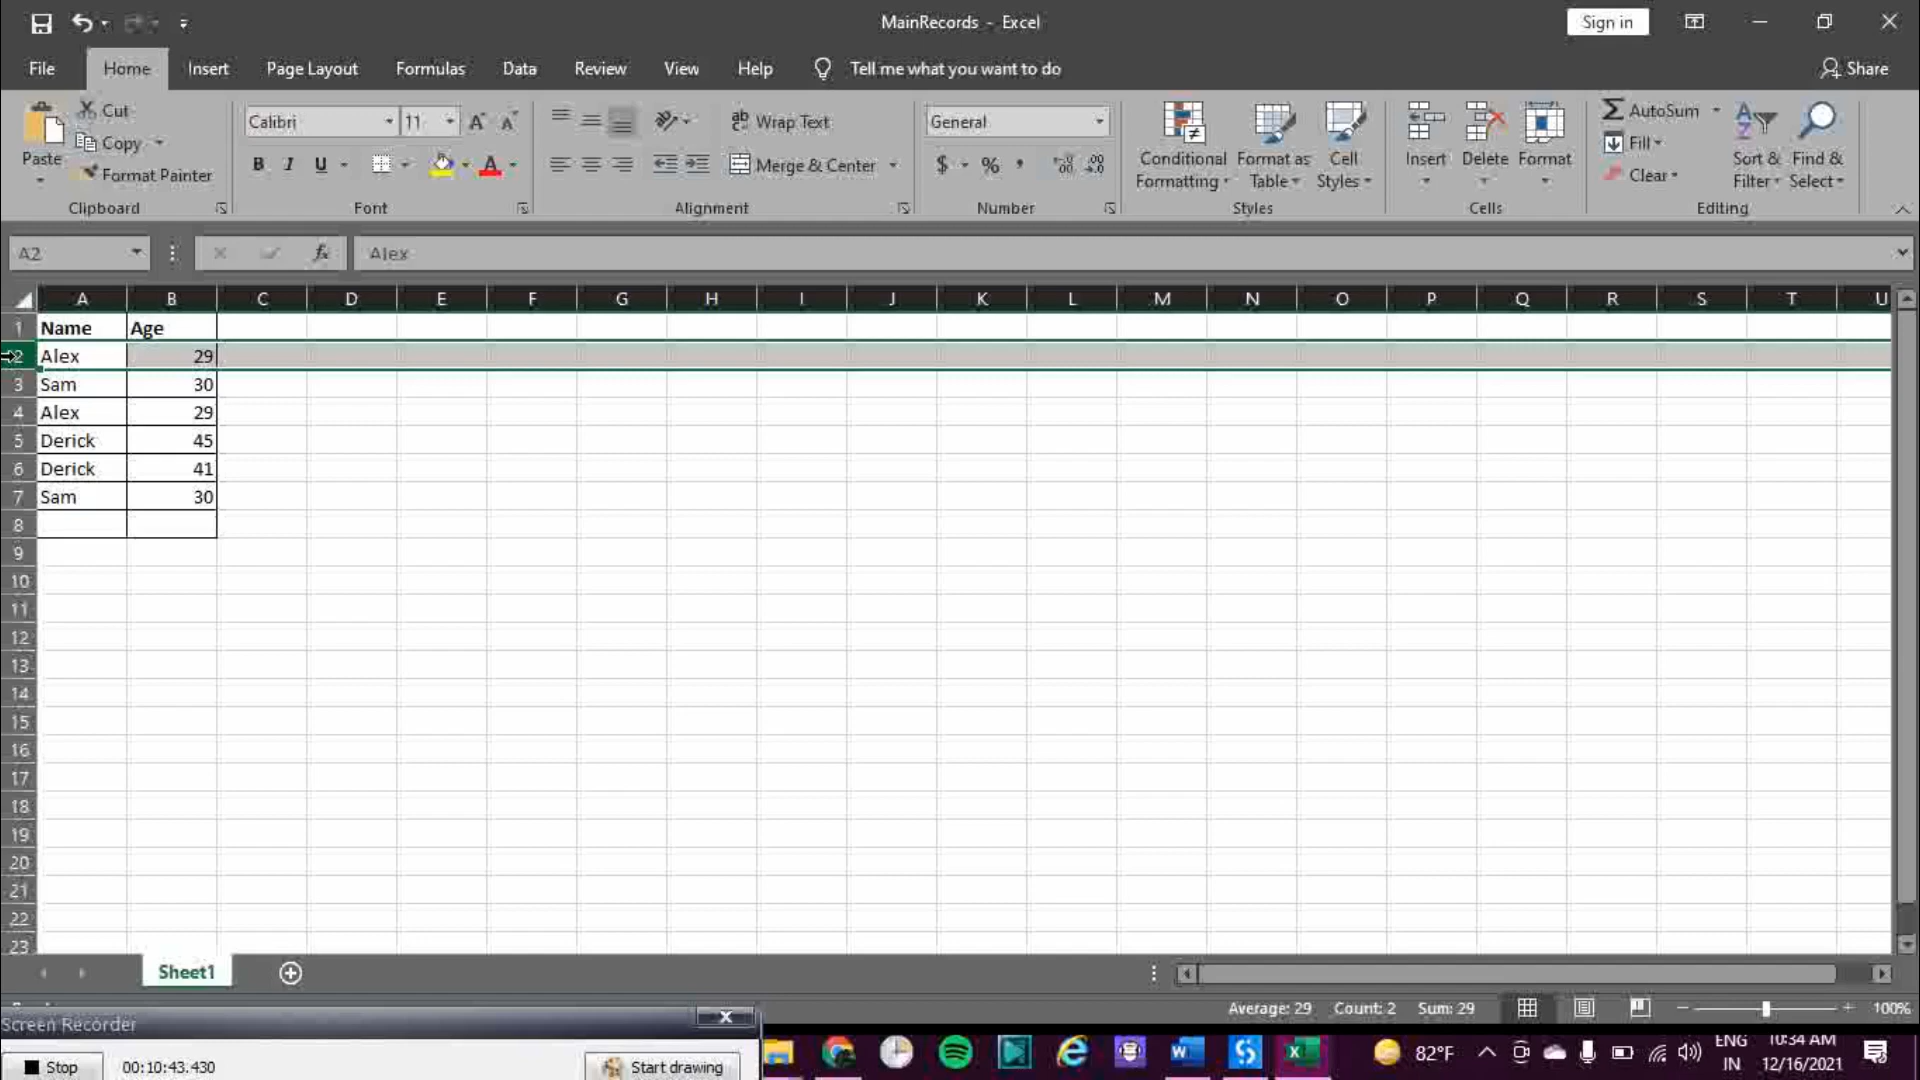 MainRecords - Excel
Sign in
File Home Insert Page Layout Formulas Data Review View Help Tell me what you want to do Share
Paste
Cut
Copy
Format Painter
Clipboard
Calibri 11
B I U A
Font
Wrap Text
Merge & Center
Alignment
General
$ % ,
Number
Conditional Formatting
Format as Table
Cell Styles
Styles
Insert Delete Format
Cells
AutoSum
Fill
Clear
Sort & Filter
Find & Select
Editing
A2 fx Alex
A B C D E F G H I J K L M N O P Q R S T U
1 Name Age
2 Alex 29
3 Sam 30
4 Alex 29
5 Derick 45
6 Derick 41
7 Sam 30
8
9
10
11
12
13
14
15
16
17
18
19
20
21
22
23
Sheet1
Average: 29 Count: 2 Sum: 29 100%
Screen Recorder
Stop 00:10:43.430 Start drawing
82°F
ENG
IN
10:34 AM
12/16/2021